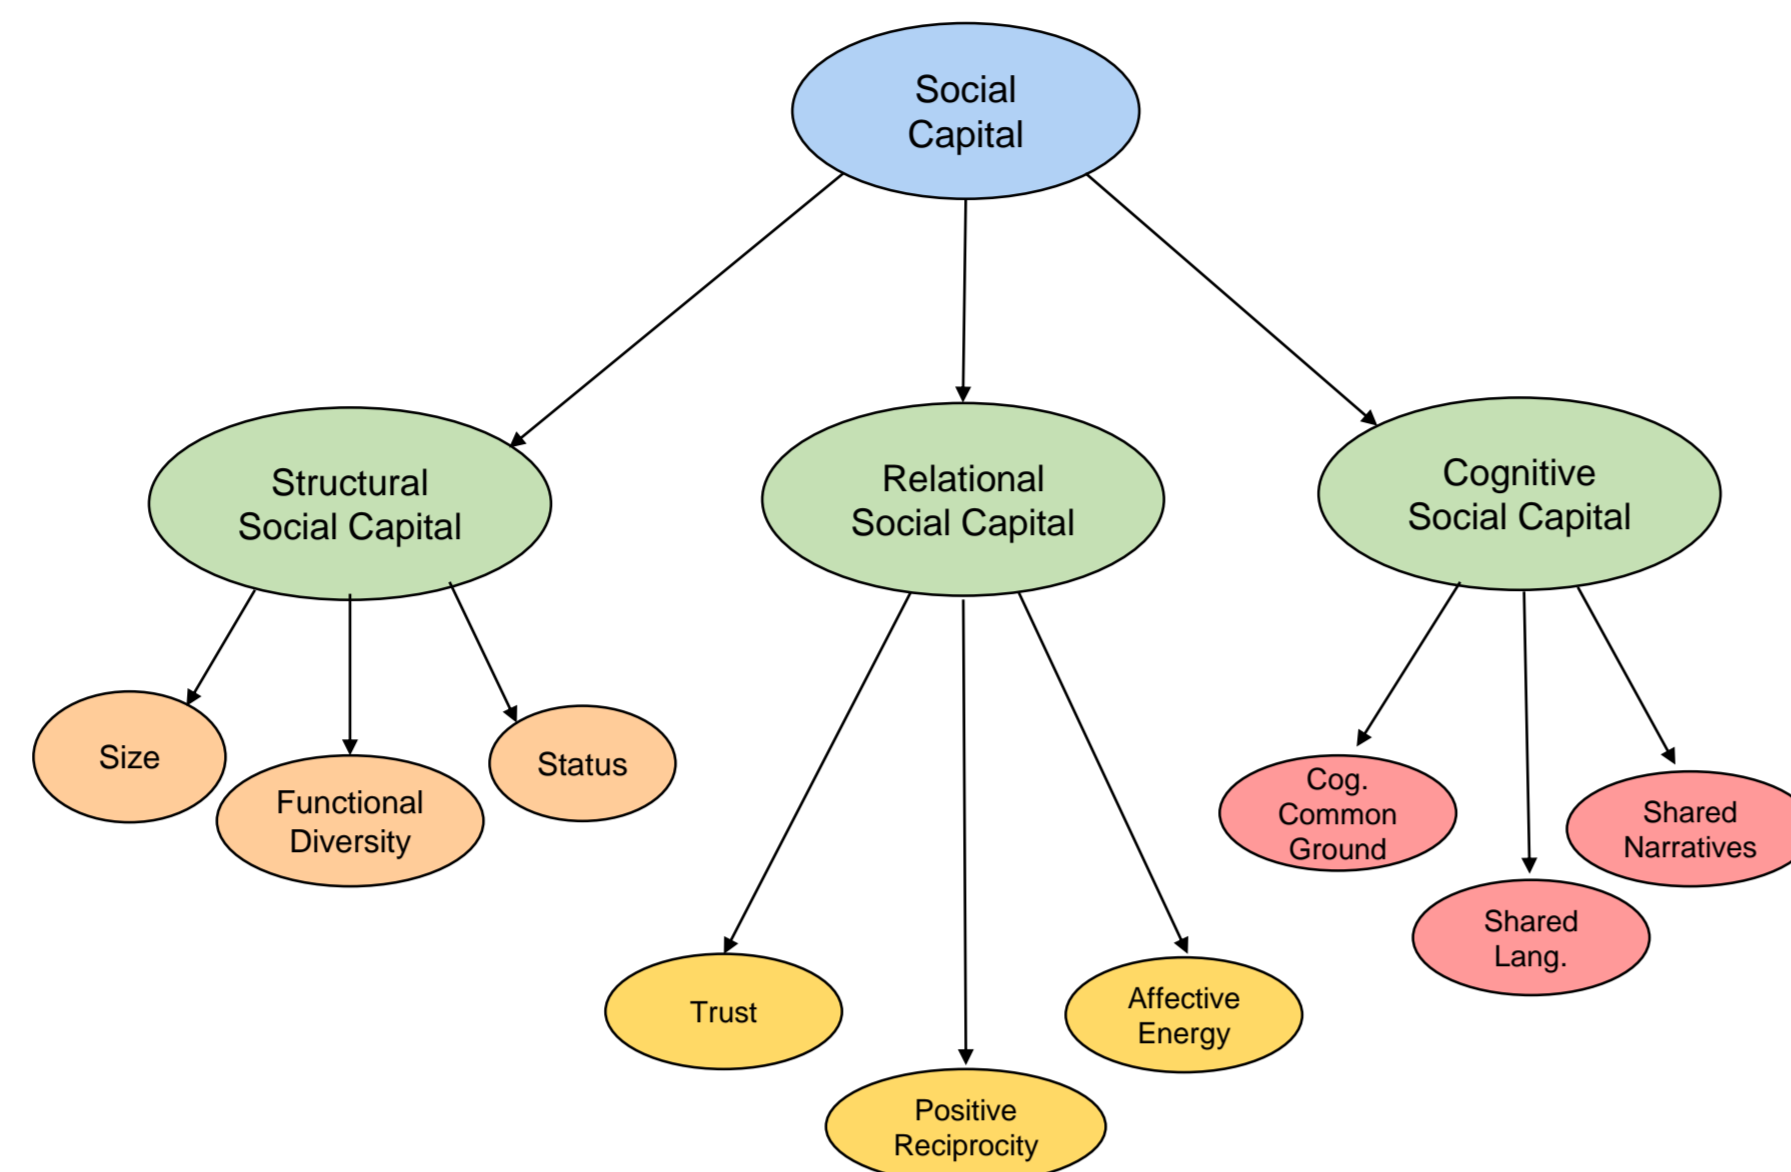 Social
Capital
Structural
Social Capital
Relational
Social Capital
Cognitive
Social Capital
Size
Functional
Diversity
Status
Trust
Positive
Reciprocity
Affective
Energy
Cog.
Common
Ground
Shared
Lang.
Shared
Narratives